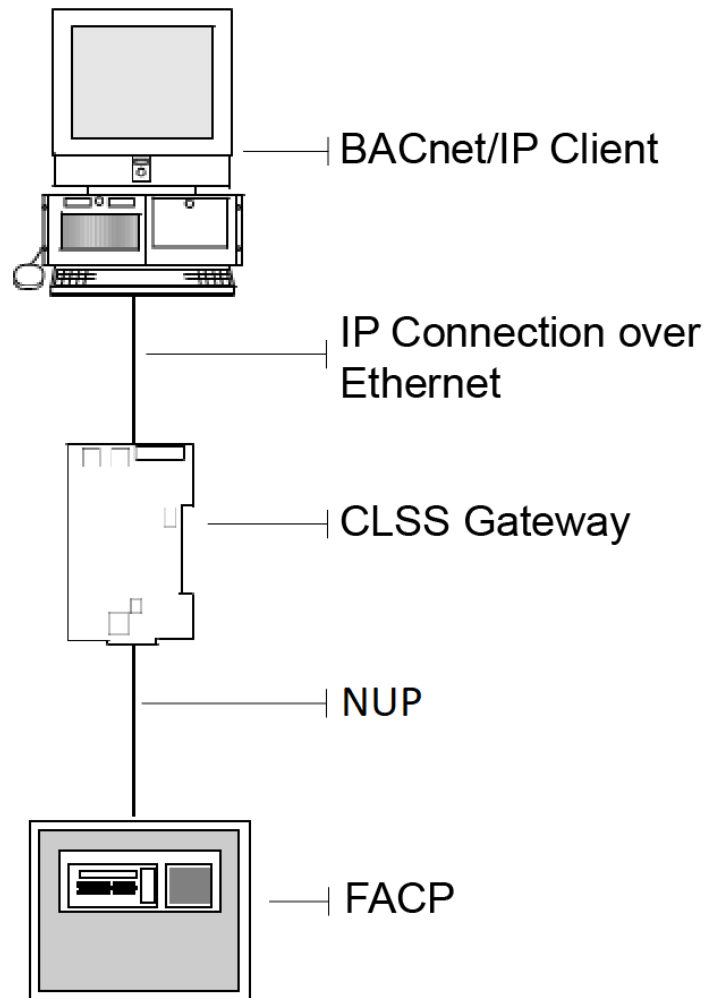 BACnet/IP Client
IP Connection over
Ethernet
CLSS Gateway
NUP
FACP